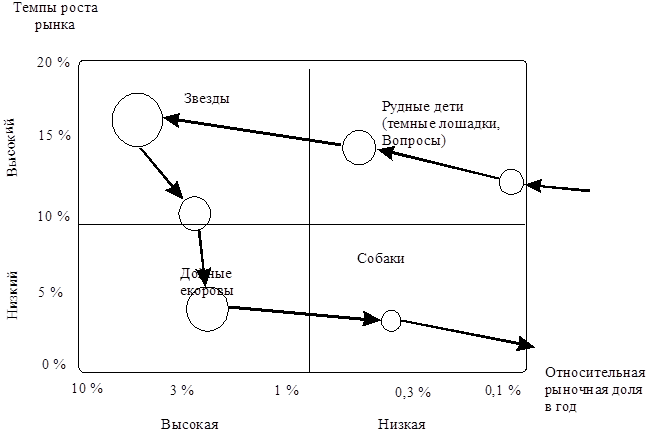 Темпы роста
рынка
20 %
Звезды
Рудные дети
(темные лошадки,
Вопросы)
15 %
Высокий
10 %
Собаки
Дойные
екоровы
5 %
Низкий
0 %
10 %
3 %
1 %
0,3 %
0,1 %
Относительная
рыночная доля
в год
Высокая
Низкая